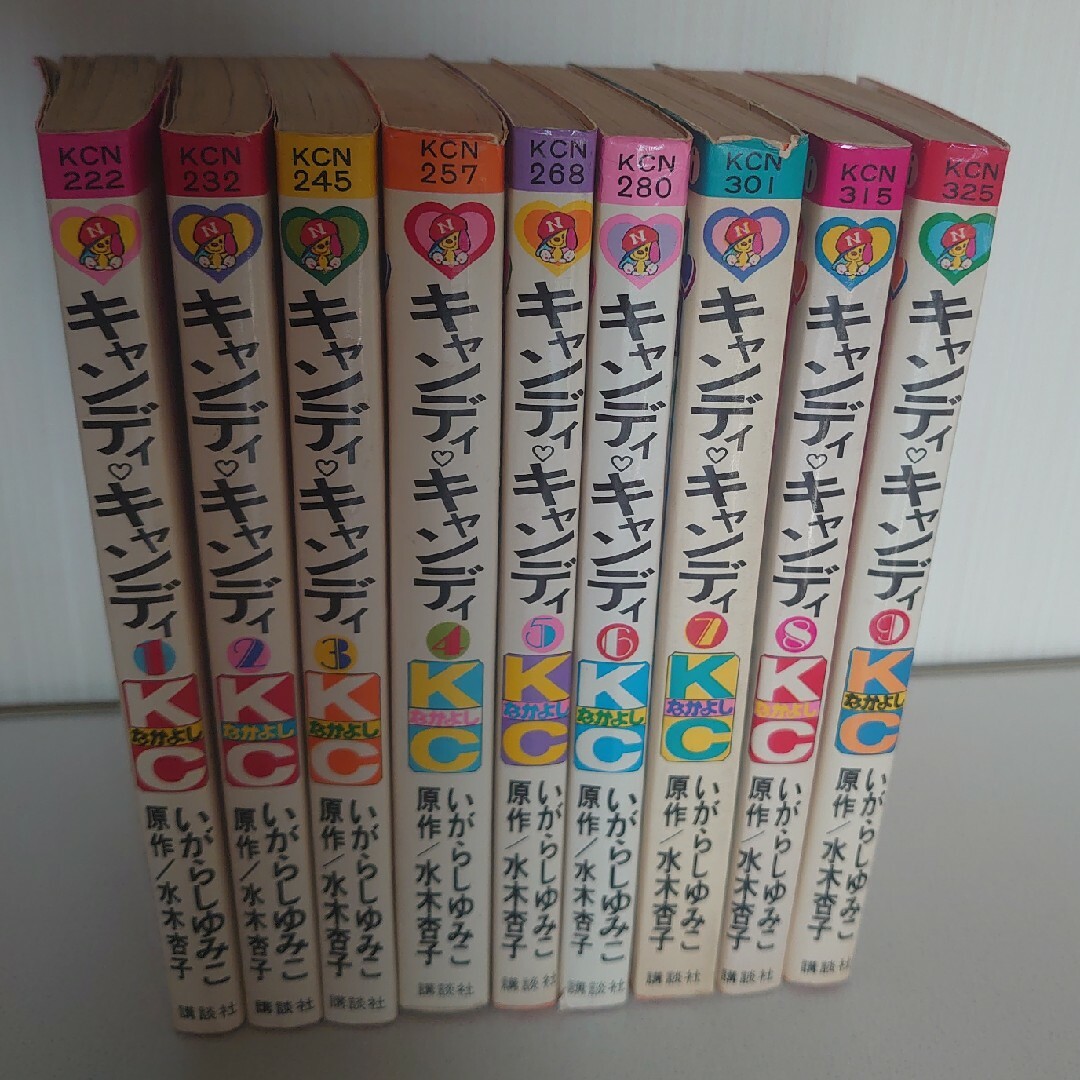 KCN
222
N
キャンディ♡キャンディ
1
KC
なかよし
いがらしゆみこ
原作/水木杏子
講談社
KCN
232
N
キャンディ♡キャンディ
2
KC
なかよし
いがらしゆみこ
原作/水木杏子
講談社
KCN
245
N
キャンディ♡キャンディ
3
KC
なかよし
いがらしゆみこ
原作/水木杏子
講談社
KCN
257
N
キャンディ♡キャンディ
4
KC
なかよし
いがらしゆみこ
原作/水木杏子
講談社
KCN
268
N
キャンディ♡キャンディ
5
KC
なかよし
いがらしゆみこ
原作/水木杏子
講談社
KCN
280
N
キャンディ♡キャンディ
6
KC
なかよし
いがらしゆみこ
原作/水木杏子
講談社
KCN
301
N
キャンディ♡キャンディ
7
KC
なかよし
いがらしゆみこ
原作/水木杏子
講談社
KCN
315
N
キャンディ♡キャンディ
8
KC
なかよし
いがらしゆみこ
原作/水木杏子
講談社
KCN
325
N
キャンディ♡キャンディ
9
KC
なかよし
いがらしゆみこ
原作/水木杏子
講談社